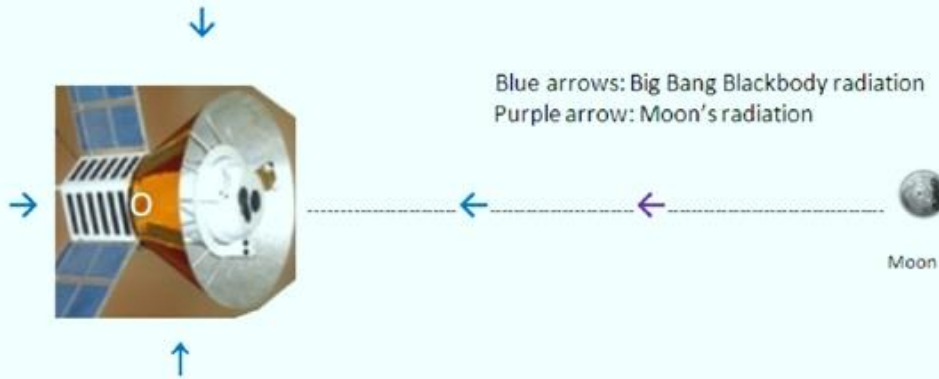 Blue arrows: Big Bang Blackbody radiation
Purple arrow: Moon's radiation
O
Moon